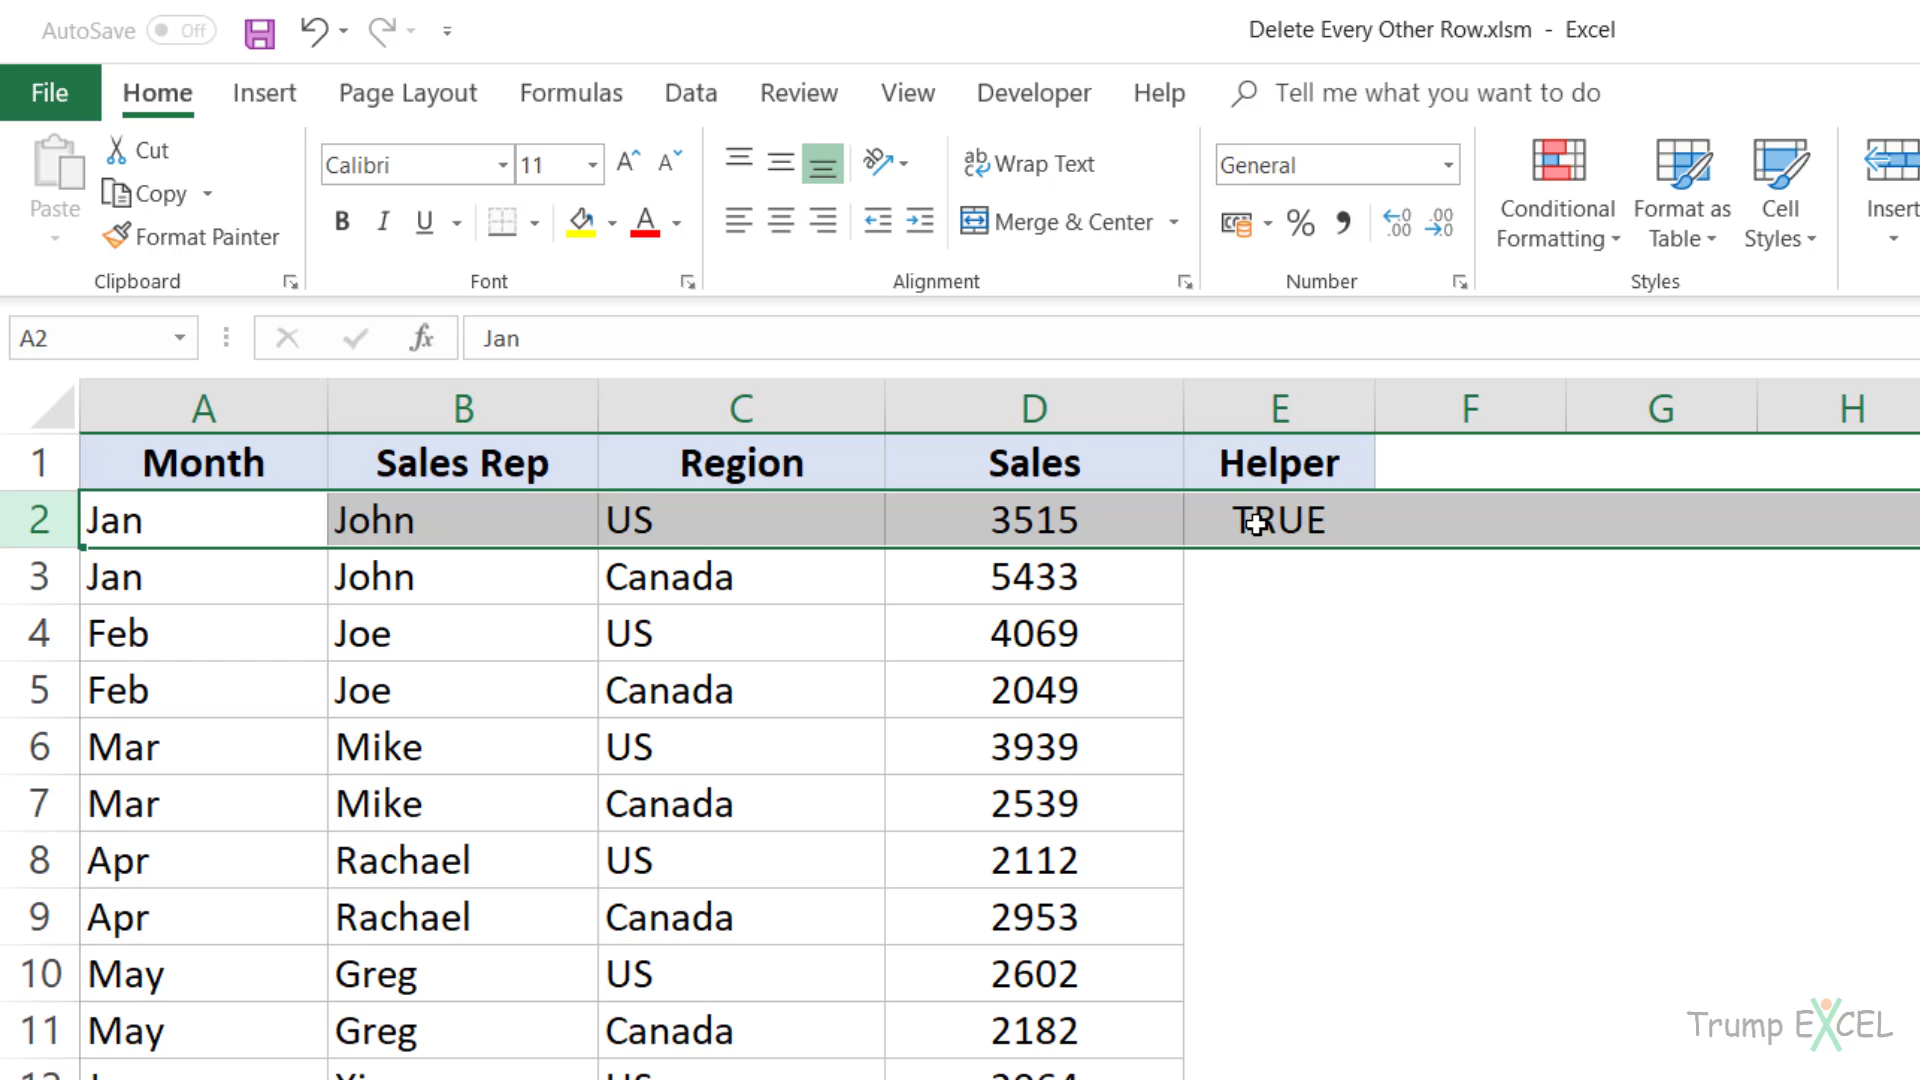 AutoSave Off
Delete Every Other Row.xlsm - Excel
File Home Insert Page Layout Formulas Data Review View Developer Help Tell me what you want to do
Paste
Cut
Copy
Format Painter
Clipboard
Calibri 11
B I U
Font
Wrap Text
Merge & Center
Alignment
General
Number
Conditional Formatting
Format as Table
Cell Styles
Styles
Insert
A2 fx Jan
A B C D E F G H
1 Month Sales Rep Region Sales Helper
2 Jan John US 3515 TRUE
3 Jan John Canada 5433
4 Feb Joe US 4069
5 Feb Joe Canada 2049
6 Mar Mike US 3939
7 Mar Mike Canada 2539
8 Apr Rachael US 2112
9 Apr Rachael Canada 2953
10 May Greg US 2602
11 May Greg Canada 2182
Trump EXCEL